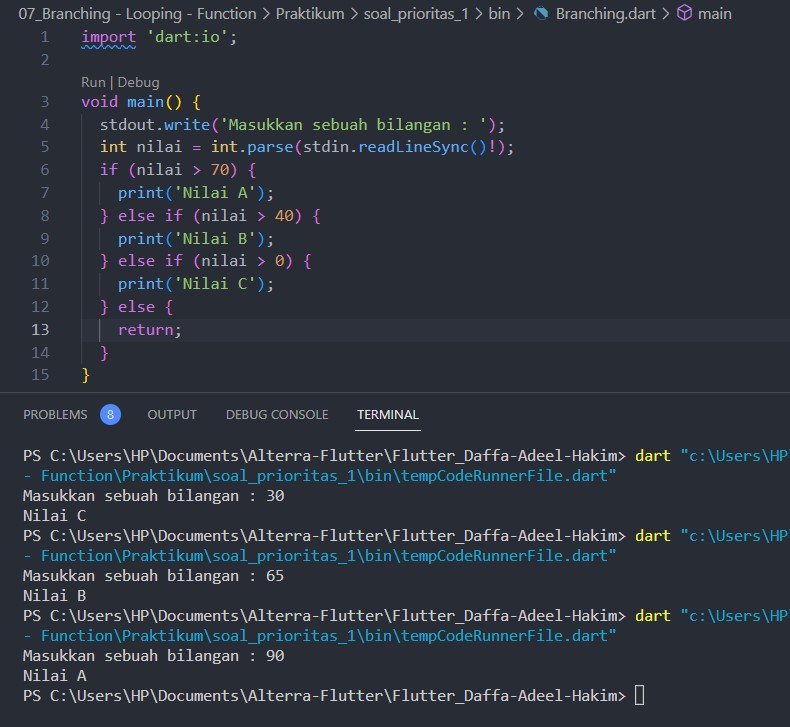 07_Branching - Looping - Function > Praktikum > soal_prioritas_1 > bin > Branching.dart > main
1 import 'dart:io';
2
Run | Debug
3 void main() {
4 stdout.write('Masukkan sebuah bilangan : ');
5 int nilai = int.parse(stdin.readLineSync()!);
6 if (nilai > 70) {
7 print('Nilai A');
8 } else if (nilai > 40) {
9 print('Nilai B');
10 } else if (nilai > 0) {
11 print('Nilai C');
12 } else {
13 return;
14 }
15 }
PROBLEMS 8 OUTPUT DEBUG CONSOLE TERMINAL
PS C:\Users\HP\Documents\Alterra-Flutter\Flutter_Daffa-Adeel-Hakim> dart "c:\Users\HP
- Function\Praktikum\soal_prioritas_1\bin\tempCodeRunnerFile.dart"
Masukkan sebuah bilangan : 30
Nilai C
PS C:\Users\HP\Documents\Alterra-Flutter\Flutter_Daffa-Adeel-Hakim> dart "c:\Users\HP
- Function\Praktikum\soal_prioritas_1\bin\tempCodeRunnerFile.dart"
Masukkan sebuah bilangan : 65
Nilai B
PS C:\Users\HP\Documents\Alterra-Flutter\Flutter_Daffa-Adeel-Hakim> dart "c:\Users\HP
- Function\Praktikum\soal_prioritas_1\bin\tempCodeRunnerFile.dart"
Masukkan sebuah bilangan : 90
Nilai A
PS C:\Users\HP\Documents\Alterra-Flutter\Flutter_Daffa-Adeel-Hakim>